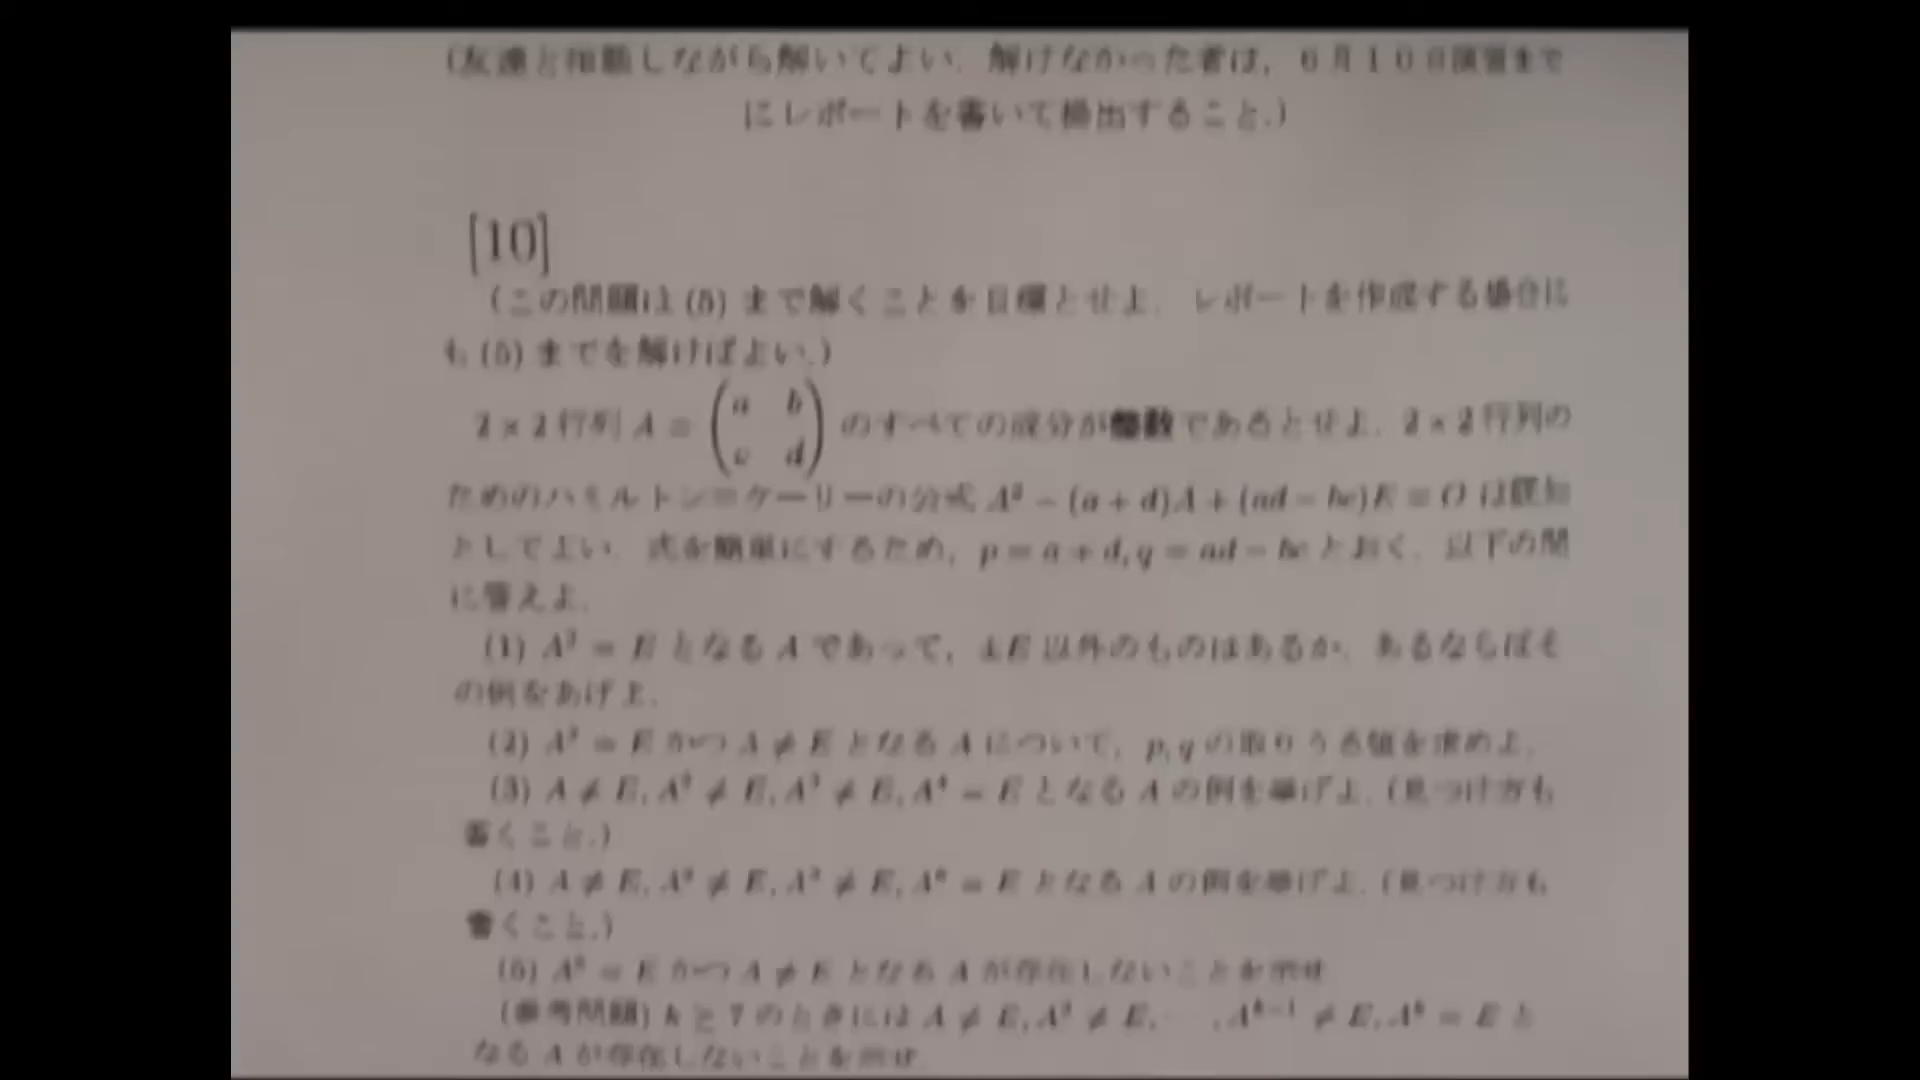 (友達と相談しながら解いてよい. 解けなかった者は, 6月10日演習まで
にレポートを書いて提出すること.)
[10]
(この問題は (5) まで解くことを目標とせよ. レポートを作成する場合に
も (5) までを解けばよい.)
2×2行列 A = (a b
c d) のすべての成分が整数であるとせよ. 2×2行列の
ためのハミルトン=ケーリーの公式 A² − (a + d)A + (ad − bc)E = O は既知
としてよい. 式を簡単にするため, p = a + d, q = ad − bc とおく. 以下の問
に答えよ.
(1) A² = E となる A であって, ±E 以外のものはあるか. あるならばそ
の例をあげよ.
(2) A³ = E かつ A ≠ E となる A について, p, q の取りうる値を求めよ.
(3) A ≠ E, A² ≠ E, A³ ≠ E, A⁴ = E となる A の例を挙げよ. (見つけ方も
書くこと.)
(4) A ≠ E, A² ≠ E, A³ ≠ E, A⁶ = E となる A の例を挙げよ. (見つけ方も
書くこと.)
(5) A⁵ = E かつ A ≠ E となる A が存在しないことを示せ
(参考問題) k ≥ 7 のときには A ≠ E, A² ≠ E, ⋯ , Aᵏ⁻¹ ≠ E, Aᵏ = E と
なる A が存在しないことを示せ.